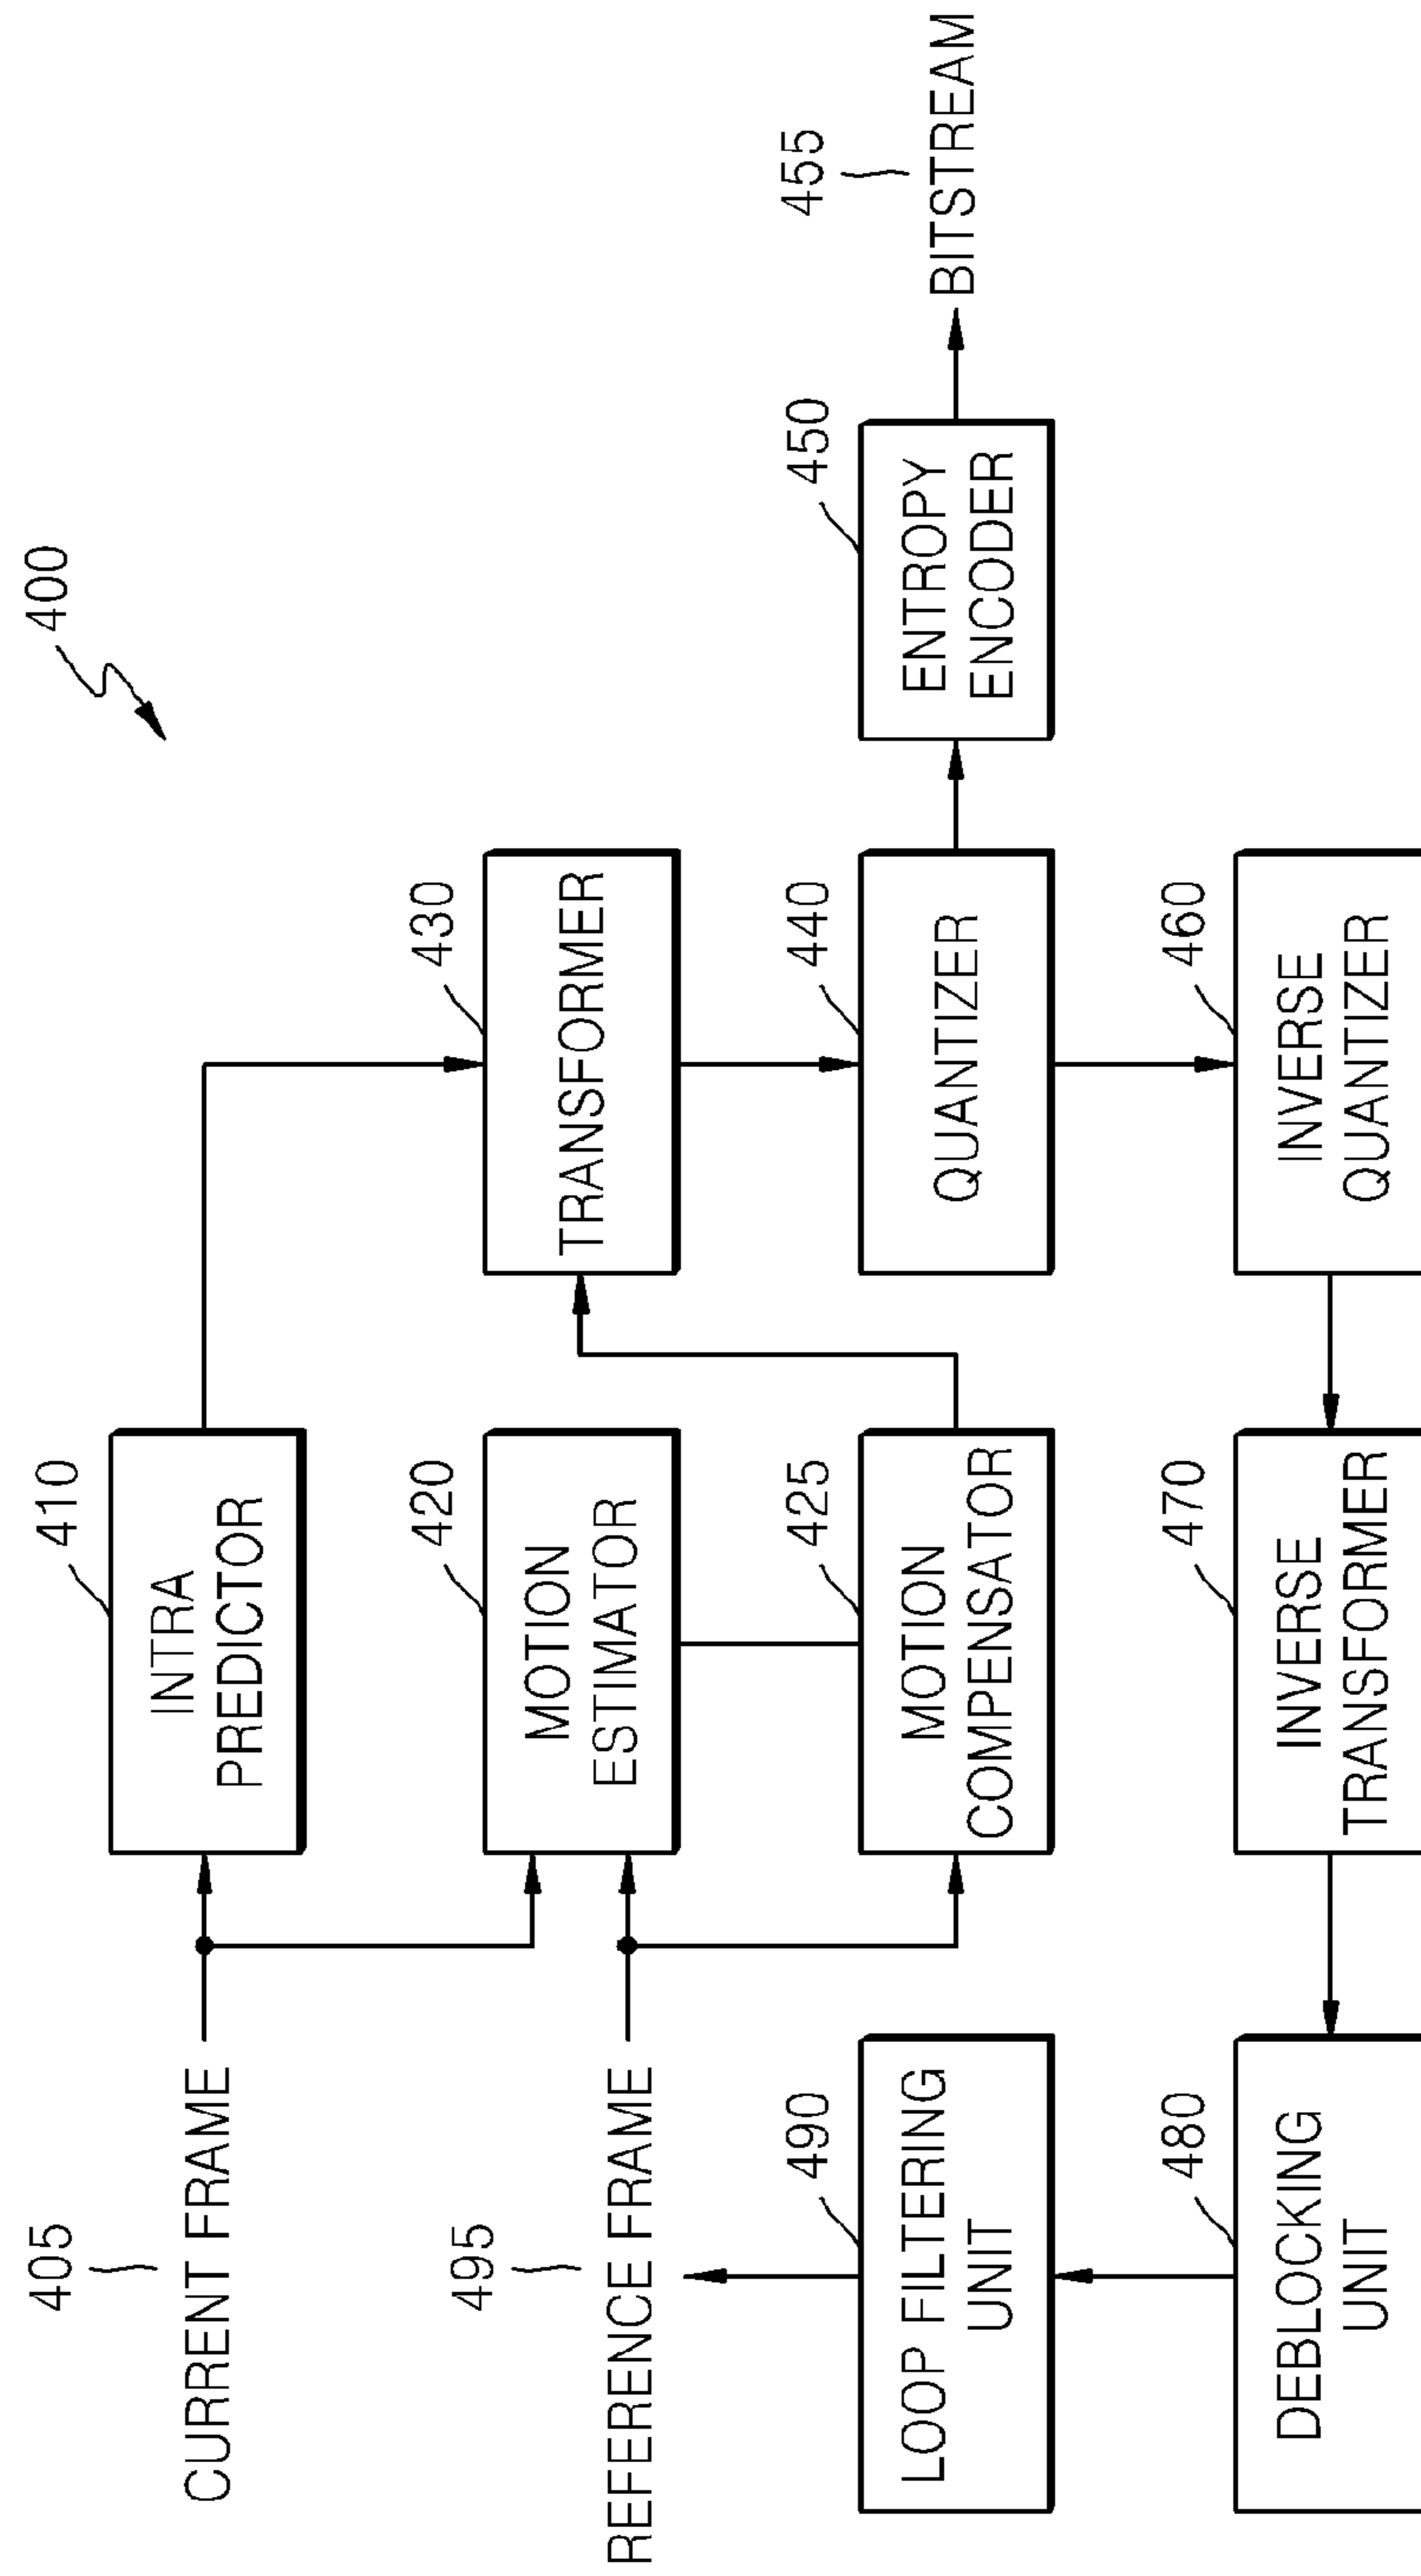 400
405
CURRENT FRAME
410
INTRA
PREDICTOR
495
REFERENCE FRAME
420
MOTION
ESTIMATOR
430
TRANSFORMER
490
LOOP FILTERING
UNIT
425
MOTION
COMPENSATOR
440
QUANTIZER
450
ENTROPY
ENCODER
455
BITSTREAM
480
DEBLOCKING
UNIT
470
INVERSE
TRANSFORMER
460
INVERSE
QUANTIZER